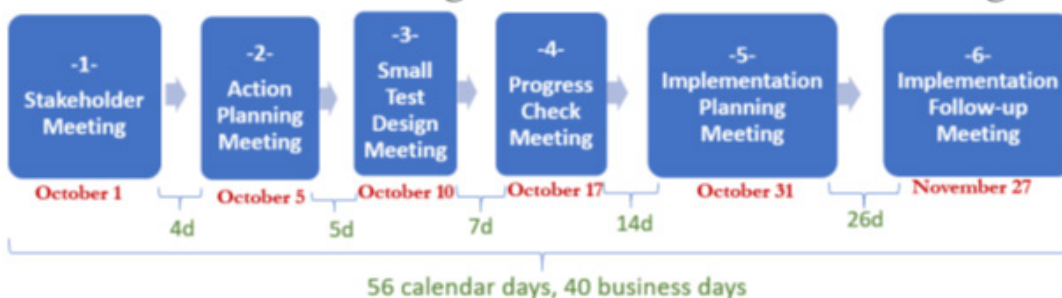 -1-
Stakeholder
Meeting
-2-
Action
Planning
Meeting
-3-
Small
Test
Design
Meeting
-4-
Progress
Check
Meeting
-5-
Implementation
Planning
Meeting
-6-
Implementation
Follow-up
Meeting
October 1
October 5
October 10
October 17
October 31
November 27
4d
5d
7d
14d
26d
56 calendar days, 40 business days